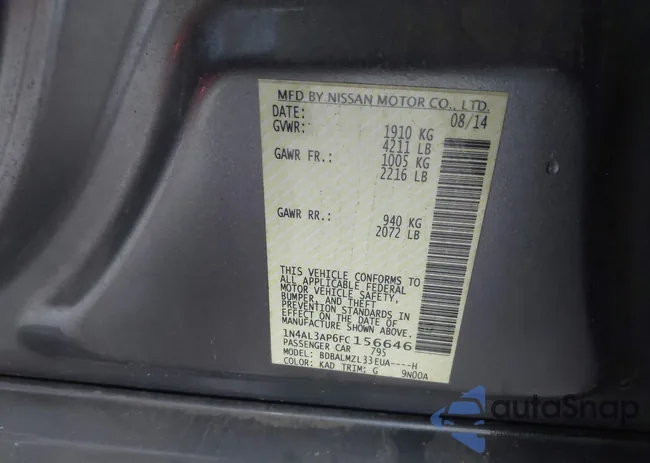 MFD BY NISSAN MOTOR CO., LTD.
DATE: 08/14
GVWR: 1910 KG
4211 LB
GAWR FR.: 1005 KG
2216 LB
GAWR RR.: 940 KG
2072 LB
THIS VEHICLE CONFORMS TO
ALL APPLICABLE FEDERAL
MOTOR VEHICLE SAFETY,
BUMPER, AND THEFT
PREVENTION STANDARDS IN
EFFECT ON THE DATE OF
MANUFACTURE SHOWN ABOVE.
1N4AL3AP6FC156646
PASSENGER CAR 795
MODEL: BDBALMZL33EUA----H
COLOR: KAD TRIM: G 9N00A
autoSnap